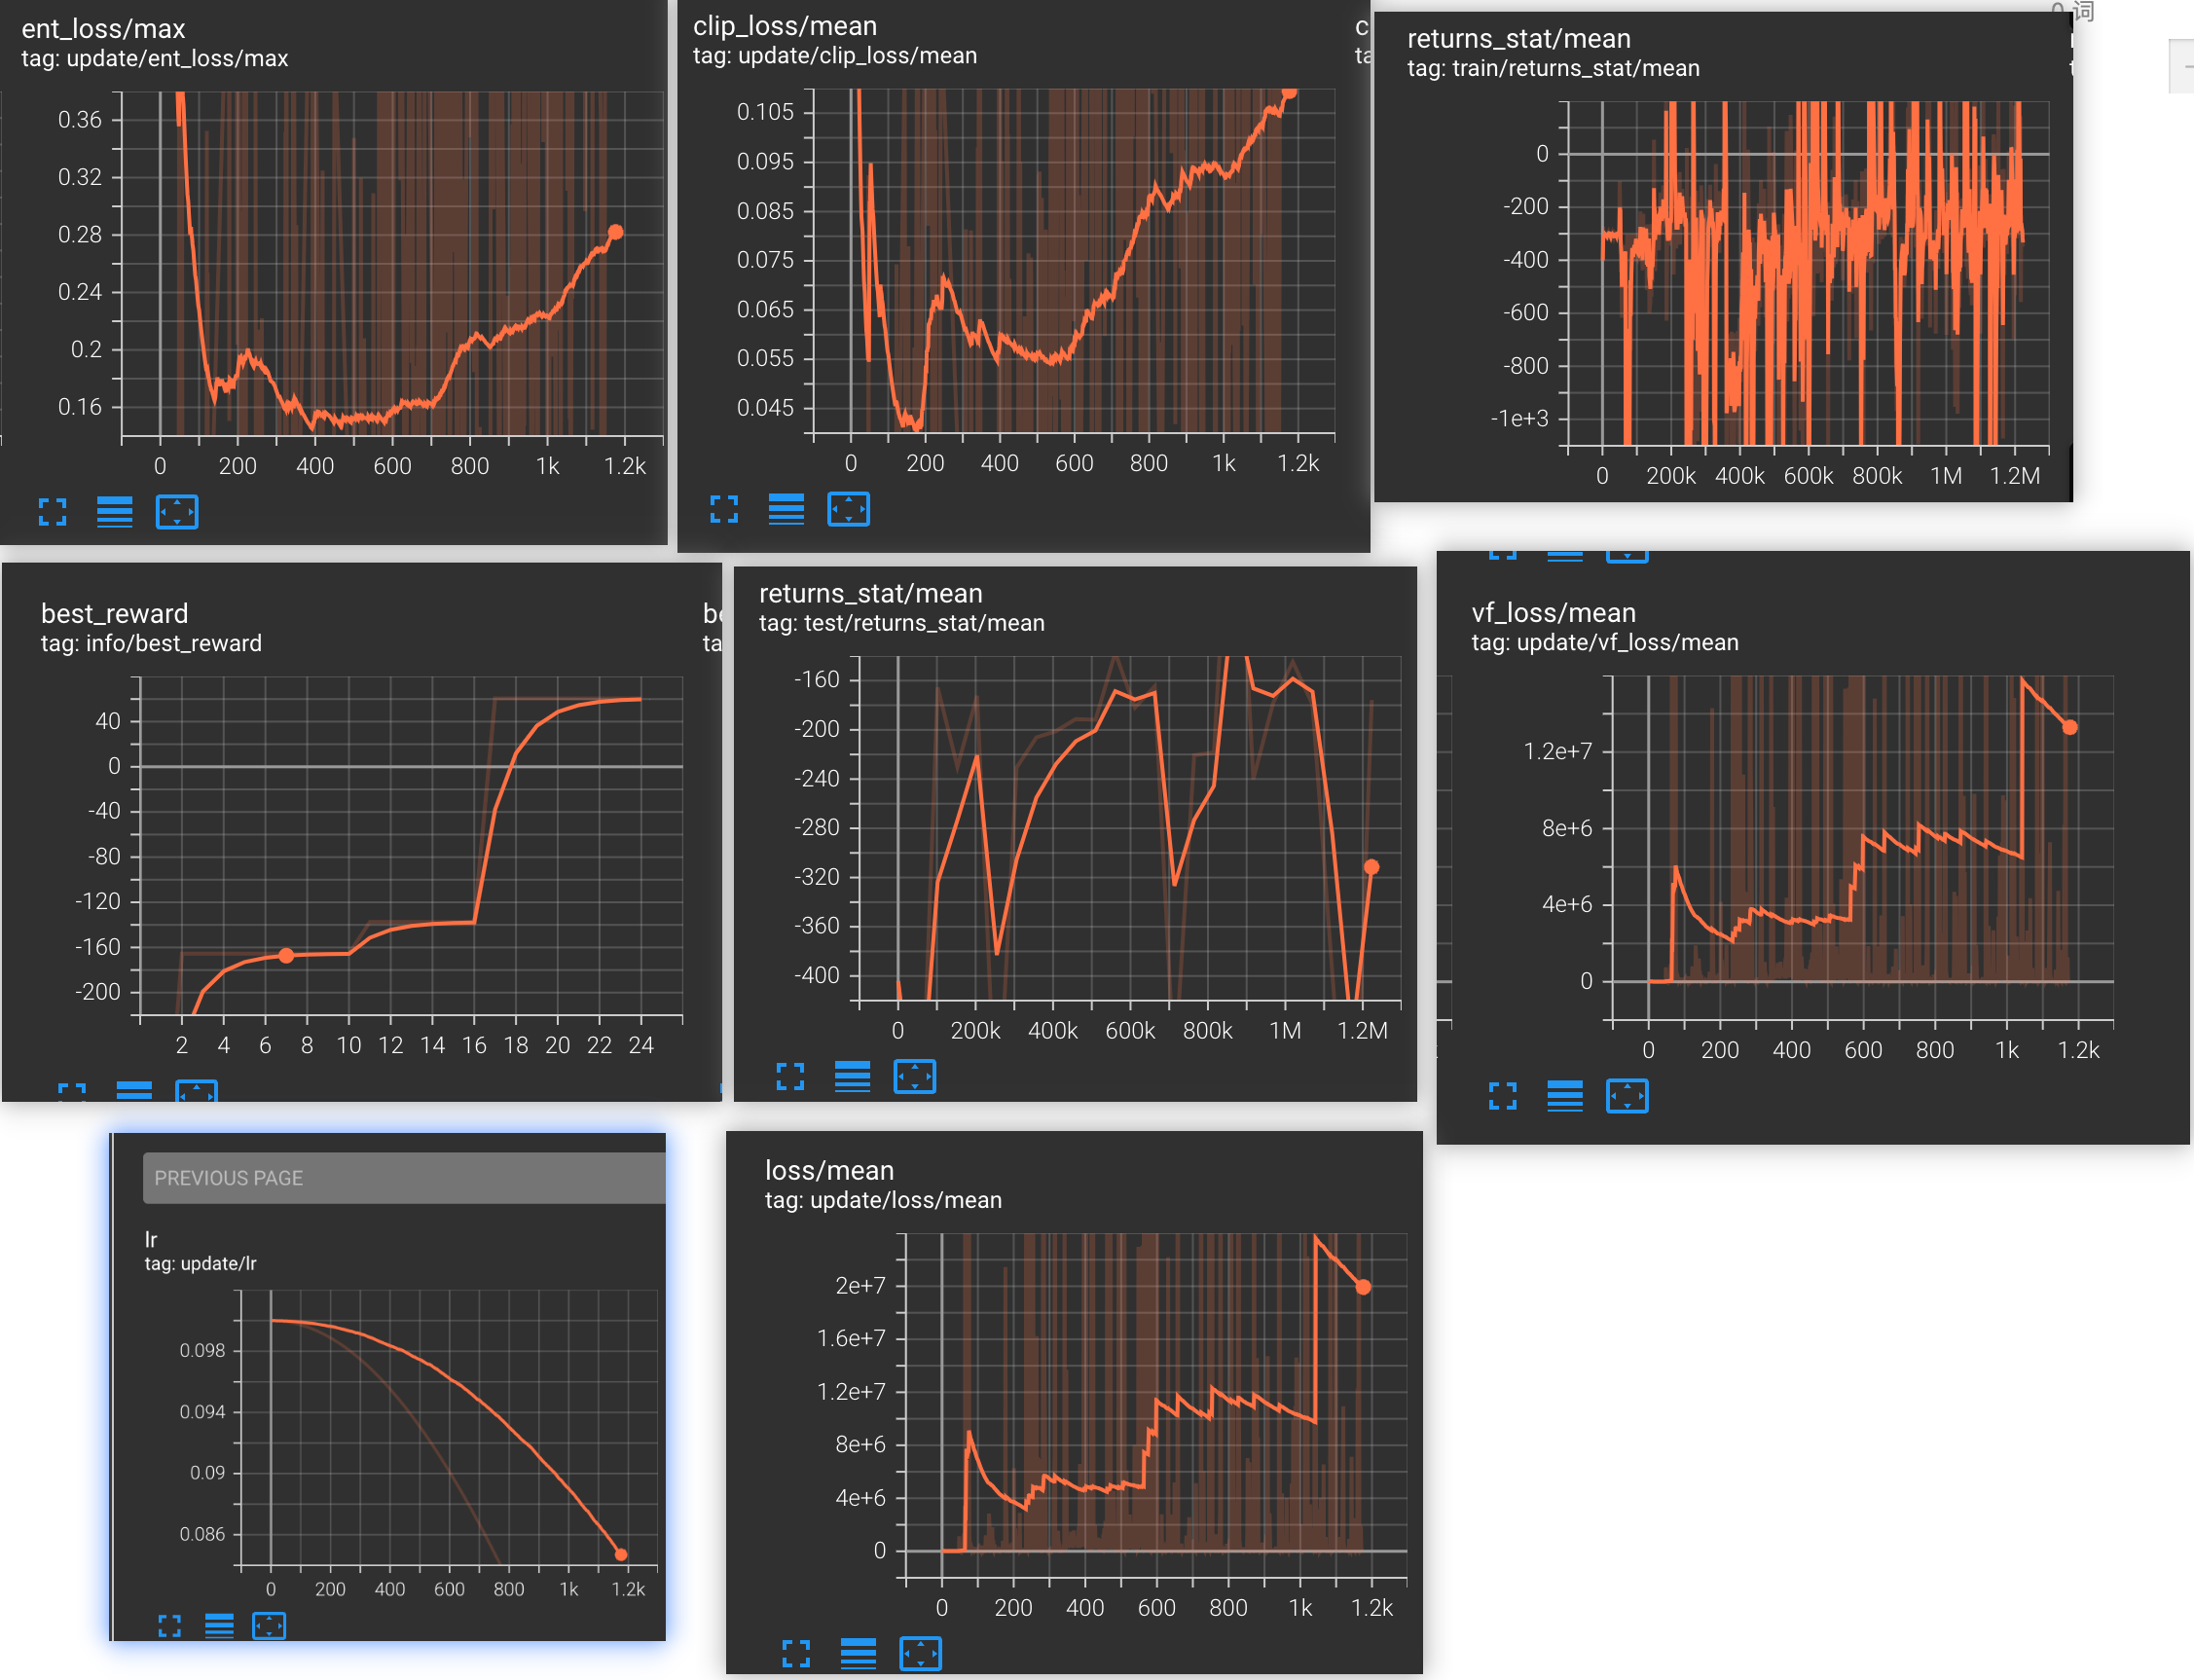 ent_loss/max
tag: update/ent_loss/max
0.36
0.32
0.28
0.24
0.2
0.16
0 200 400 600 800 1k 1.2k
clip_loss/mean
tag: update/clip_loss/mean
c
ta
0.105
0.095
0.085
0.075
0.065
0.055
0.045
0 200 400 600 800 1k 1.2k
0 词
returns_stat/mean
tag: train/returns_stat/mean
0
-200
-400
-600
-800
-1e+3
0 200k 400k 600k 800k 1M 1.2M
best_reward
tag: info/best_reward
be
ta
40
0
-40
-80
-120
-160
-200
2 4 6 8 10 12 14 16 18 20 22 24
returns_stat/mean
tag: test/returns_stat/mean
-160
-200
-240
-280
-320
-360
-400
0 200k 400k 600k 800k 1M 1.2M
vf_loss/mean
tag: update/vf_loss/mean
1.2e+7
8e+6
4e+6
0
0 200 400 600 800 1k 1.2k
PREVIOUS PAGE
lr
tag: update/lr
0.098
0.094
0.09
0.086
0 200 400 600 800 1k 1.2k
loss/mean
tag: update/loss/mean
2e+7
1.6e+7
1.2e+7
8e+6
4e+6
0
0 200 400 600 800 1k 1.2k